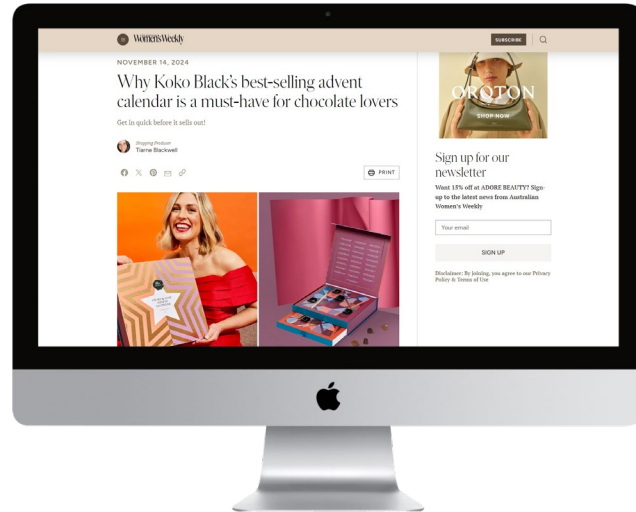 Women's Weekly
SUBSCRIBE
NOVEMBER 14, 2024
Why Koko Black's best-selling advent
calendar is a must-have for chocolate lovers
Get in quick before it sells out!
Shopping Producer
Tiarne Blackwell
PRINT
OROTON
SHOP NOW
Sign up for our
newsletter
Want 15% off at ADORE BEAUTY? Sign-
up to the latest news from Australian
Women's Weekly
Your email
SIGN UP
Disclaimer: By joining, you agree to our Privacy
Policy & Terms of Use